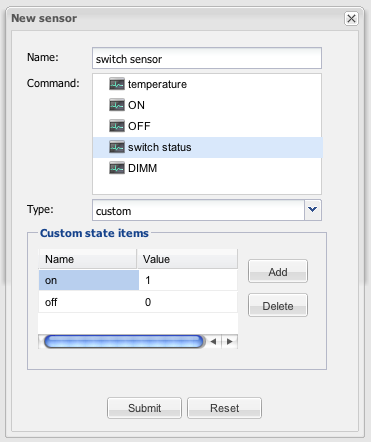 New sensor
Name: switch sensor
Command: temperature
ON
OFF
switch status
DIMM
Type: custom
Custom state items
Name Value
on 1
off 0
Add
Delete
Submit Reset